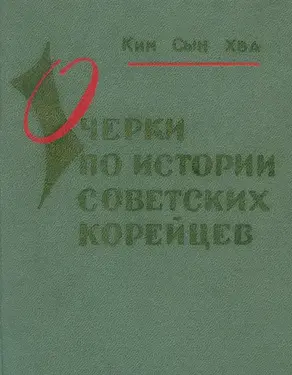 Ким Сын Хва
Очерки
по истории
советских
корейцев